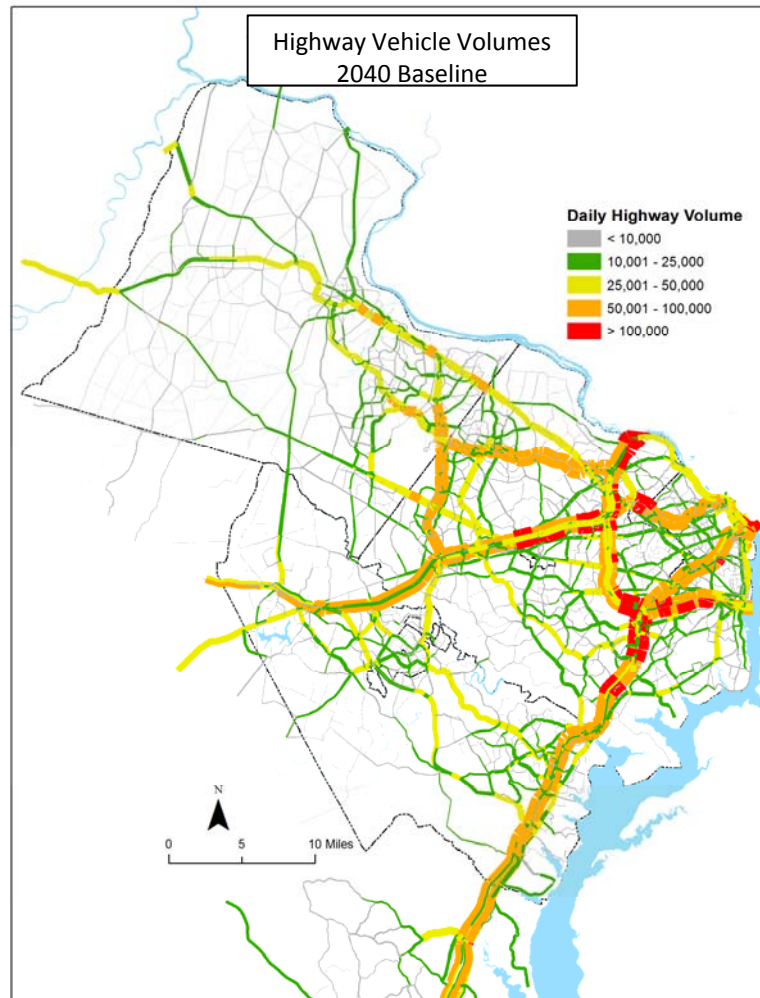 Highway Vehicle Volumes
2040 Baseline
Daily Highway Volume
< 10,000
10,001 - 25,000
25,001 - 50,000
50,001 - 100,000
> 100,000
N
0 5 10 Miles